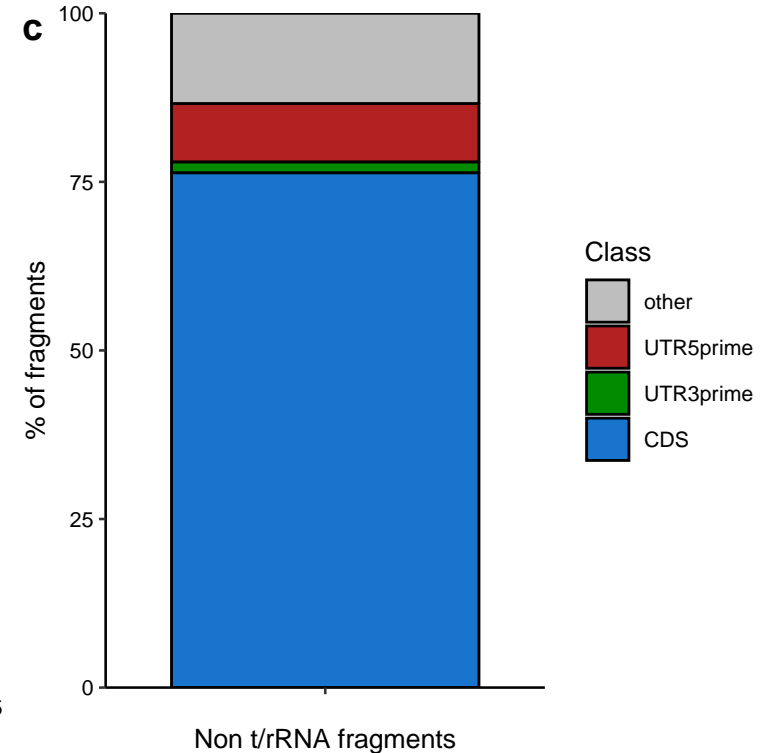 c
100
75
50
25
0
% of fragments
Non t/rRNA fragments
Class
other
UTR5prime
UTR3prime
CDS